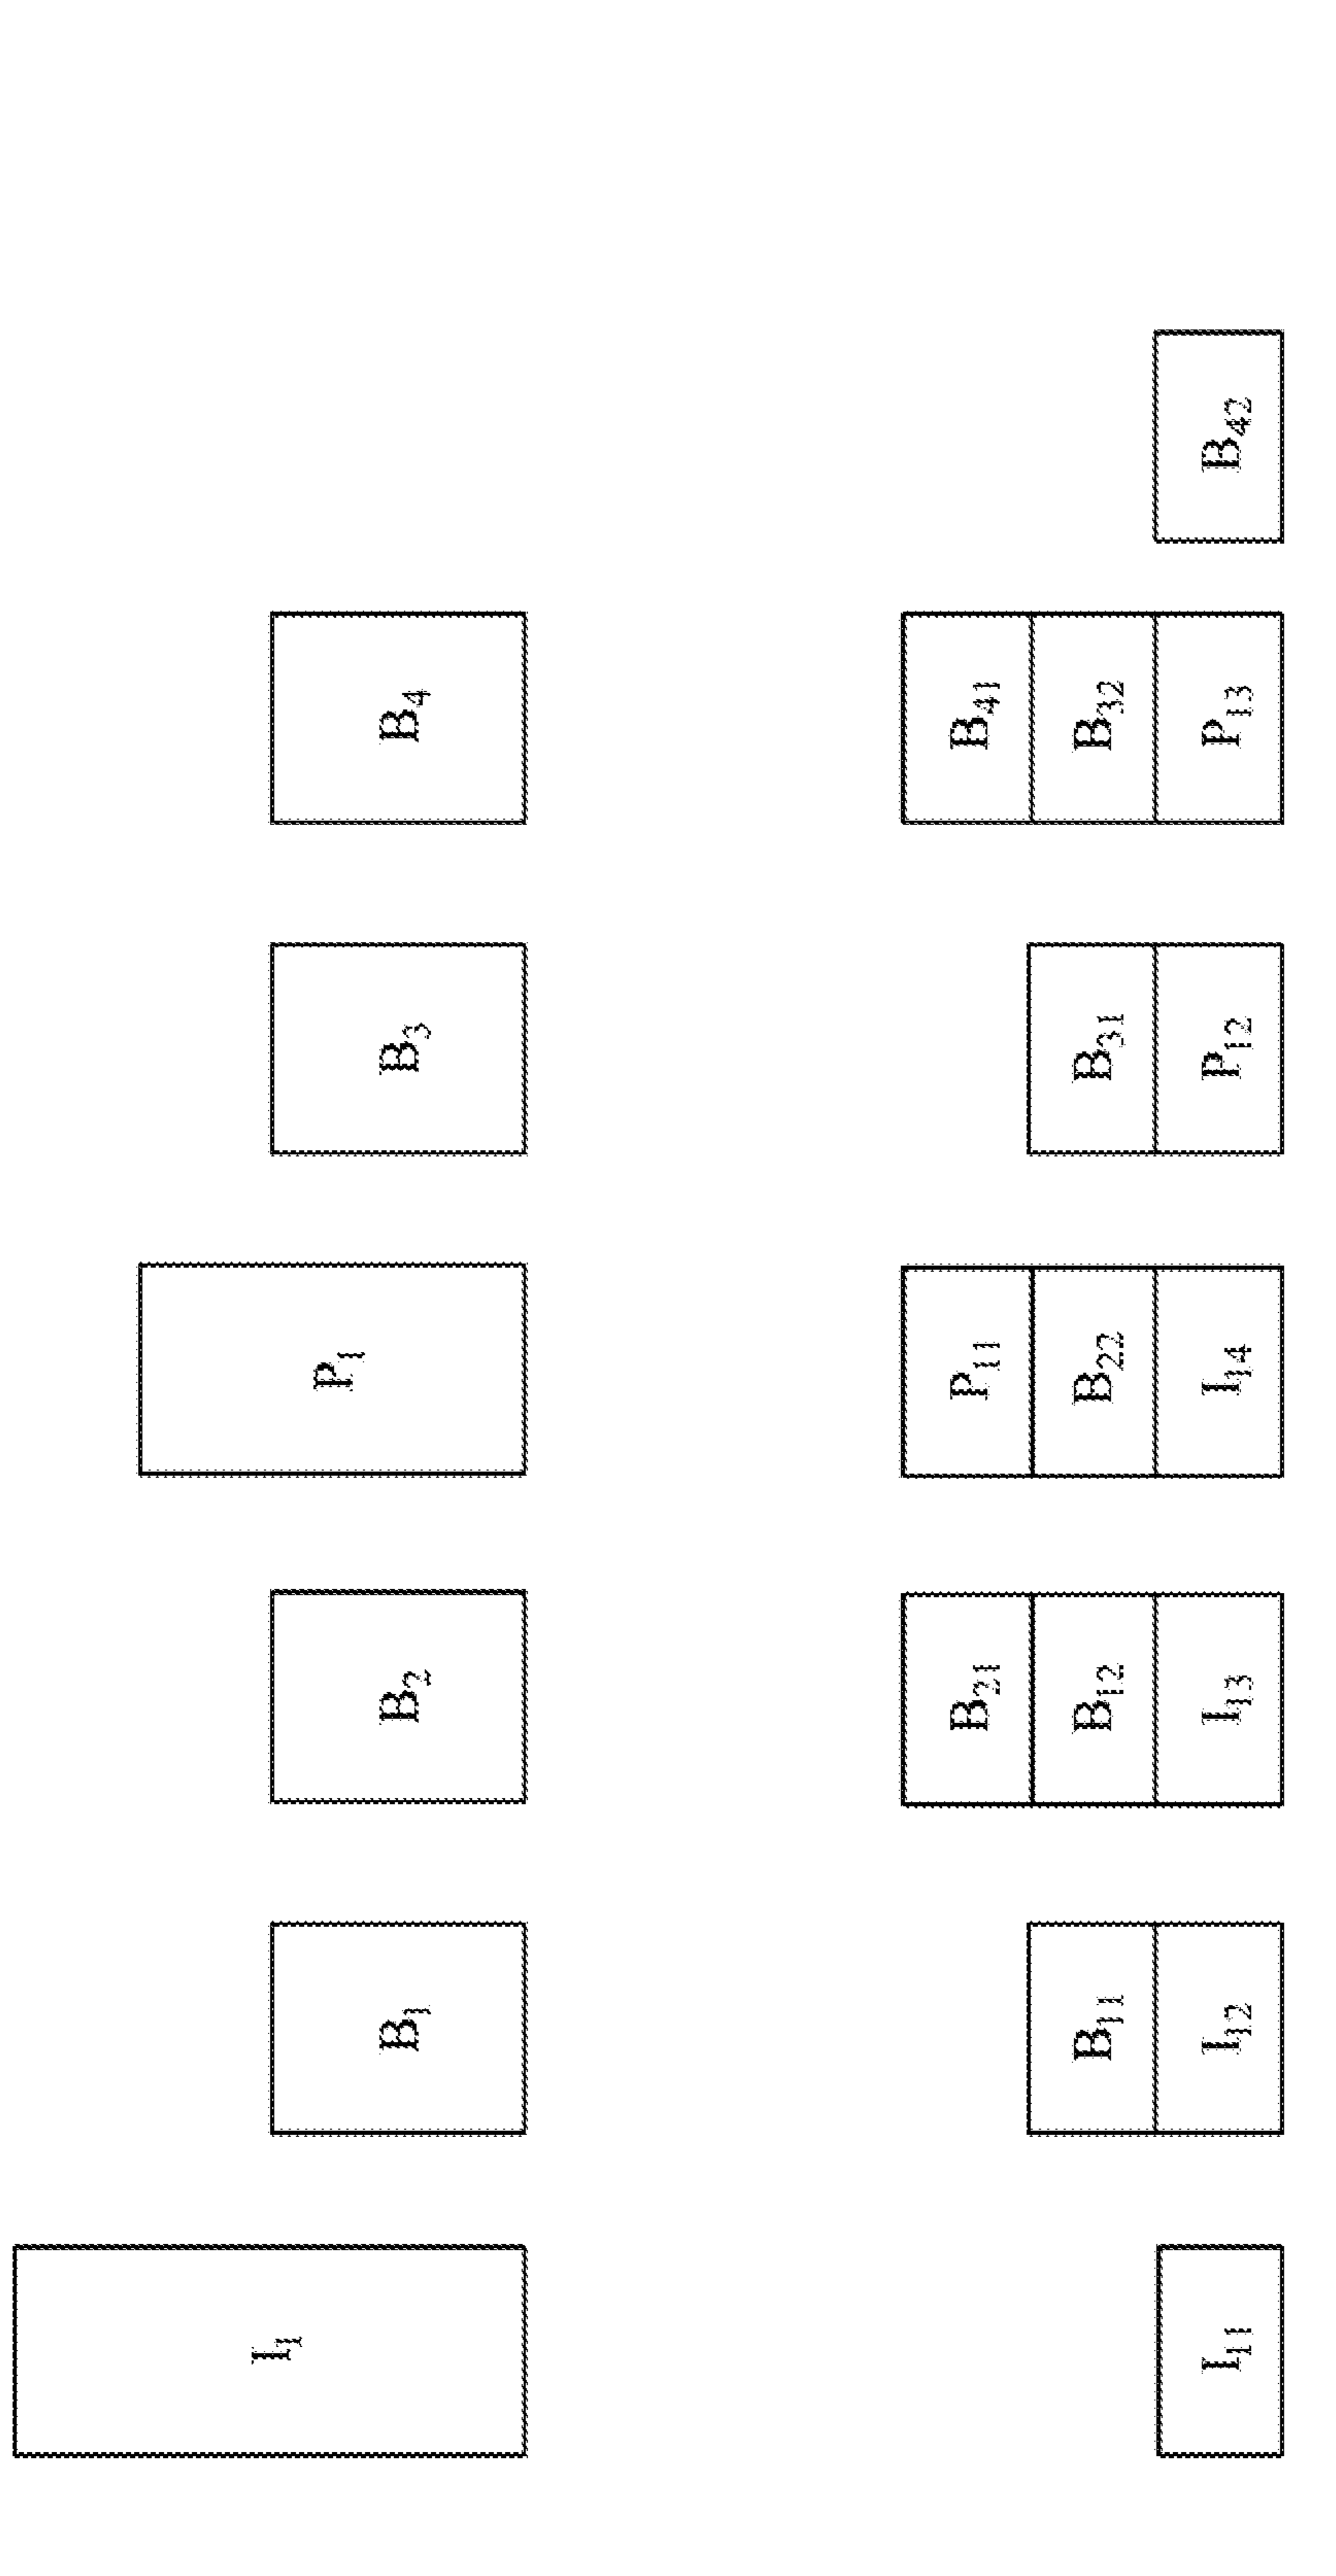 I₁ B₁ B₂ P₁ B₃ B₄
B₂₁ P₁₁ B₄₁
B₁₁ B₁₂ B₂₂ B₃₁ B₃₂
I₁₁ I₁₂ I₁₃ I₁₄ P₁₂ P₁₃ B₄₂